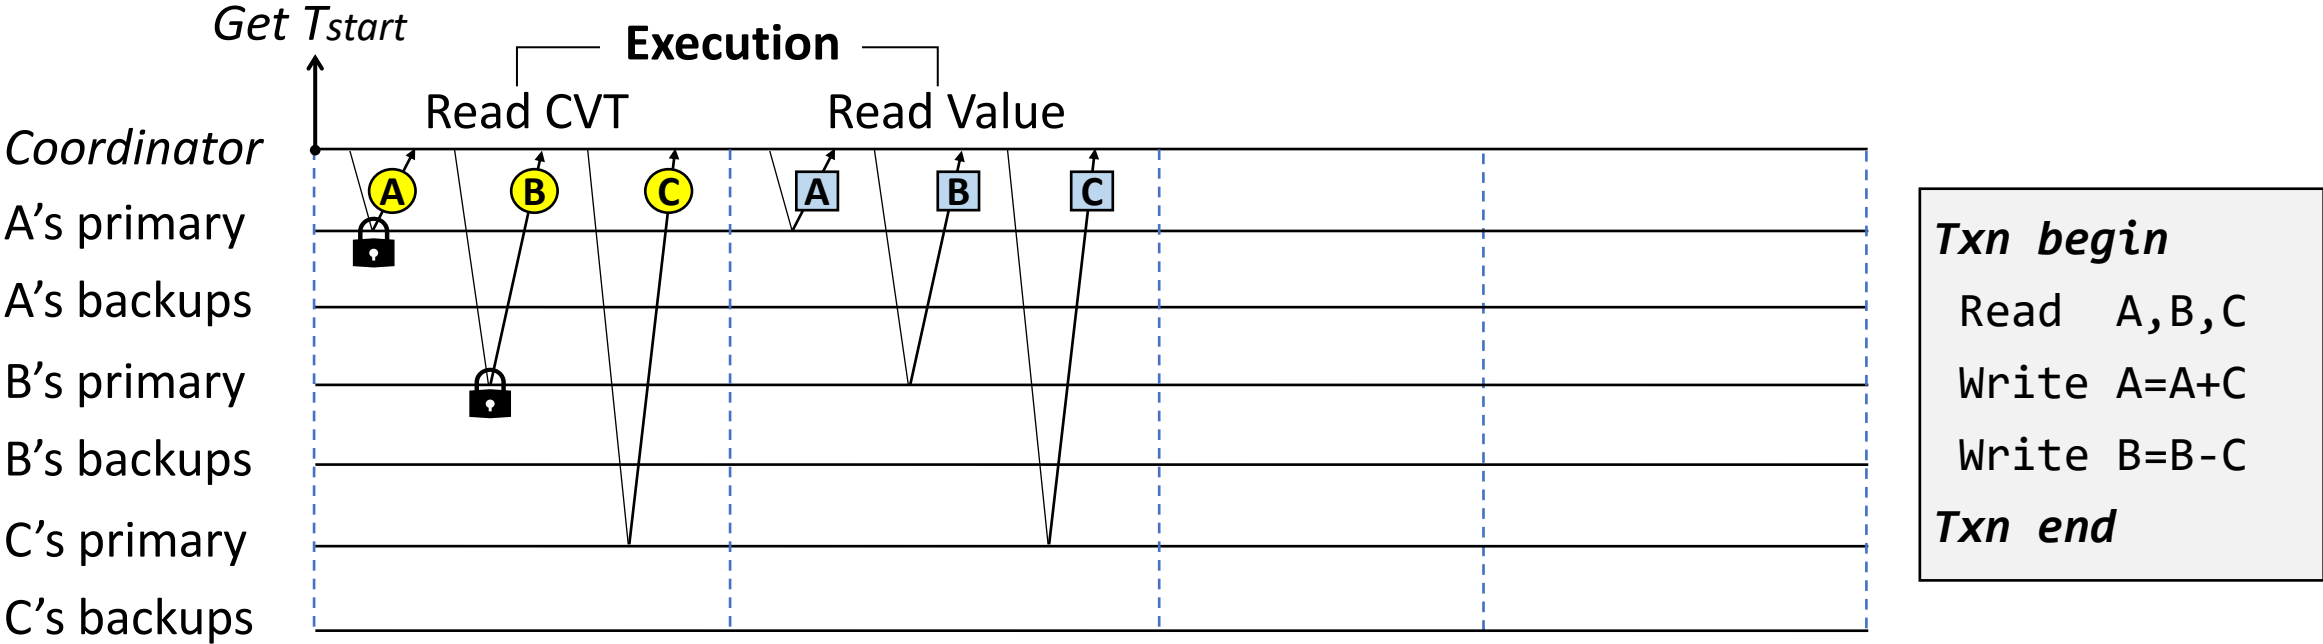 Get Tstart
Execution
Read CVT
Read Value
Coordinator
A B C A B C
A's primary
A's backups
B's primary
B's backups
C's primary
C's backups
Txn begin
Read A,B,C
Write A=A+C
Write B=B-C
Txn end